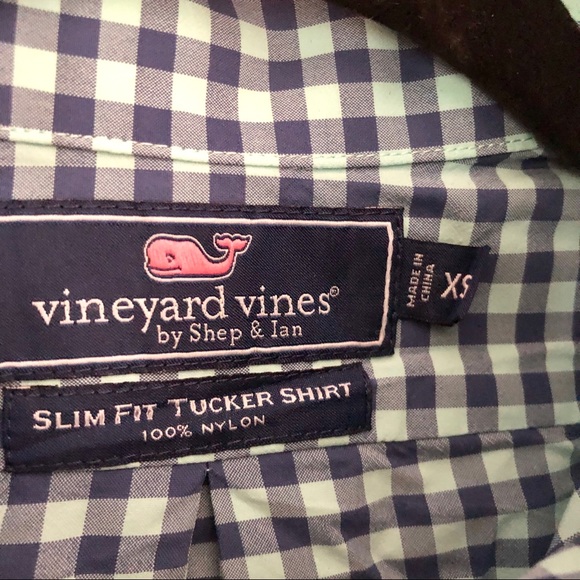 vineyard vines®
by Shep & Ian
MADE IN
CHINA
XS
SLIM FIT TUCKER SHIRT
100% NYLON